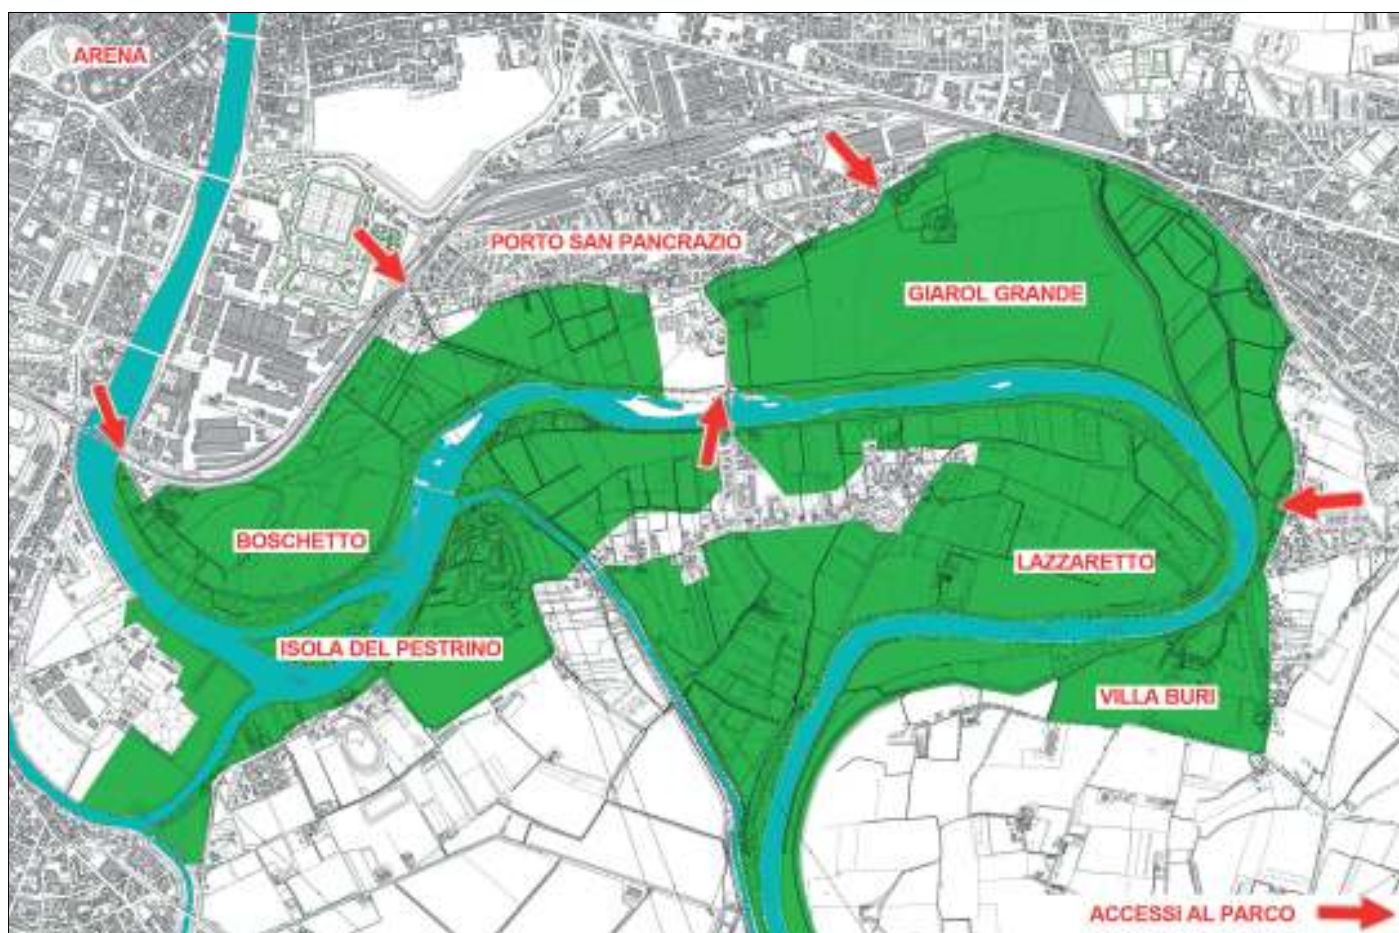 ARENA
PORTO SAN PANCRAZIO
GIAROL GRANDE
BOSCHETTO
LAZZARETTO
ISOLA DEL PESTRINO
VILLA BURI
ACCESSI AL PARCO